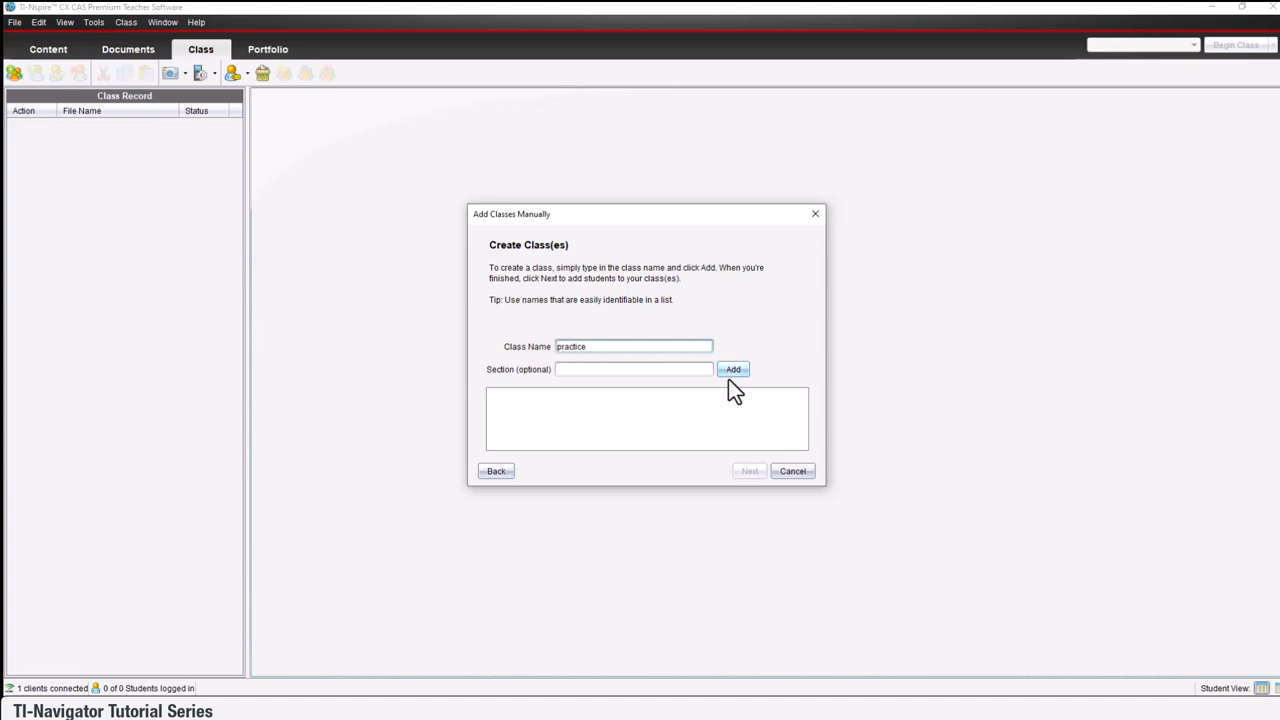 TI-Nspire™ CX CAS Premium Teacher Software
File Edit View Tools Class Window Help
Content Documents Class Portfolio
Begin Class
Class Record
Action File Name Status
Add Classes Manually
Create Class(es)
To create a class, simply type in the class name and click Add. When you're
finished, click Next to add students to your class(es).
Tip: Use names that are easily identifiable in a list.
Class Name practice
Section (optional) Add
Back Next Cancel
1 clients connected 0 of 0 Students logged in Student View:
TI-Navigator Tutorial Series